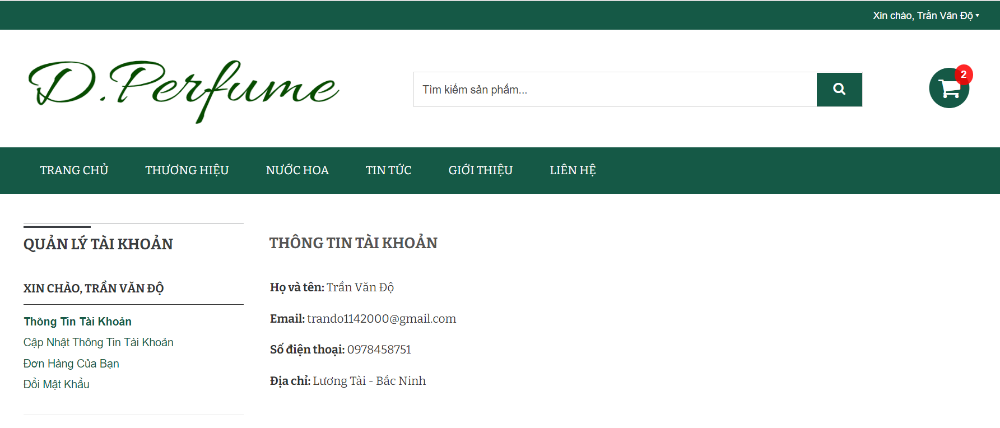 Xin chào, Trần Văn Độ
D.Perfume
Tìm kiếm sản phẩm...
2
TRANG CHỦ THƯƠNG HIỆU NƯỚC HOA TIN TỨC GIỚI THIỆU LIÊN HỆ
QUẢN LÝ TÀI KHOẢN
XIN CHÀO, TRẦN VĂN ĐỘ
Thông Tin Tài Khoản
Cập Nhật Thông Tin Tài Khoản
Đơn Hàng Của Bạn
Đổi Mật Khẩu
THÔNG TIN TÀI KHOẢN
Họ và tên: Trần Văn Độ
Email: trando1142000@gmail.com
Số điện thoại: 0978458751
Địa chỉ: Lương Tài - Bắc Ninh